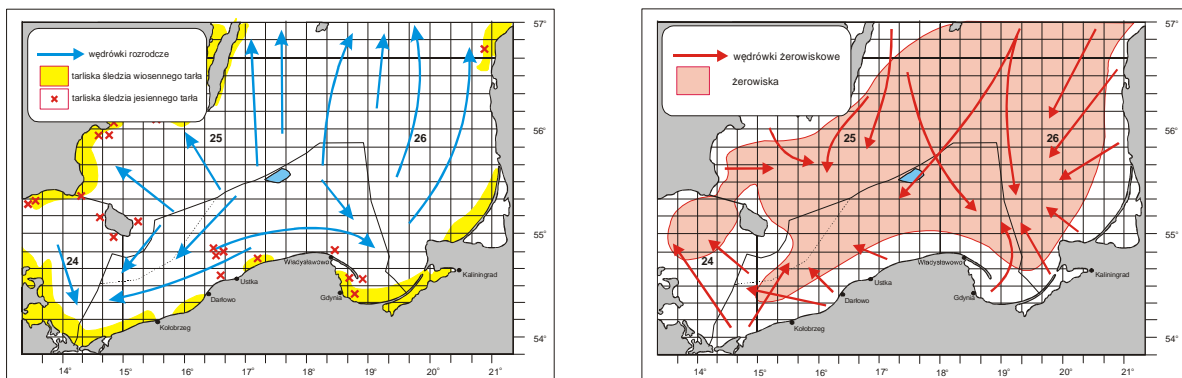 wędrówki rozrodcze
tarliska śledzia wiosennego tarła
tarliska śledzia jesiennego tarła
57°
56°
55°
54°
25
26
24
Władysławowo
Gdynia
Ustka
Darłowo
Kołobrzeg
Kaliningrad
14° 15° 16° 17° 18° 19° 20° 21°
wędrówki żerowiskowe
żerowiska
57°
56°
55°
54°
25
26
24
Władysławowo
Gdynia
Ustka
Darłowo
Kołobrzeg
Kaliningrad
14° 15° 16° 17° 18° 19° 20° 21°